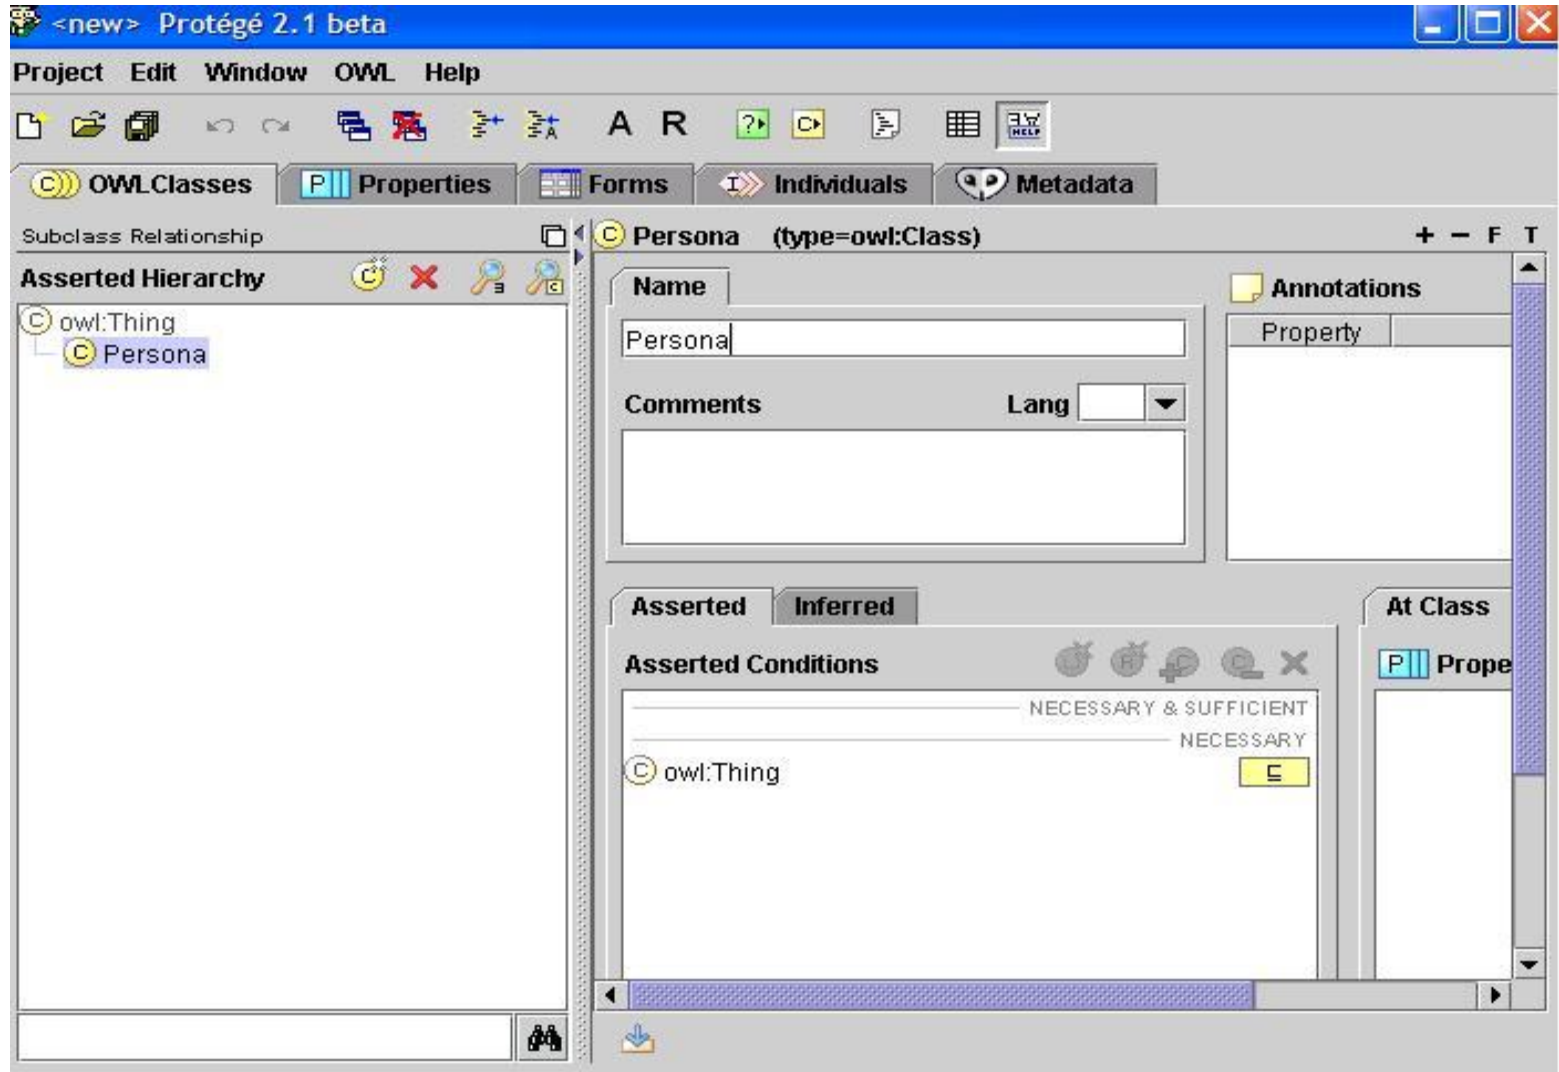 <new> Protégé 2.1 beta
Project Edit Window OWL Help
A R
OWLClasses Properties Forms Individuals Metadata
Subclass Relationship
Asserted Hierarchy
owl:Thing
Persona
Persona (type=owl:Class)
+ − F T
Name
Persona
Annotations
Property
Comments Lang
Asserted Inferred
Asserted Conditions
NECESSARY & SUFFICIENT
NECESSARY
owl:Thing
⊑
At Class
Prope